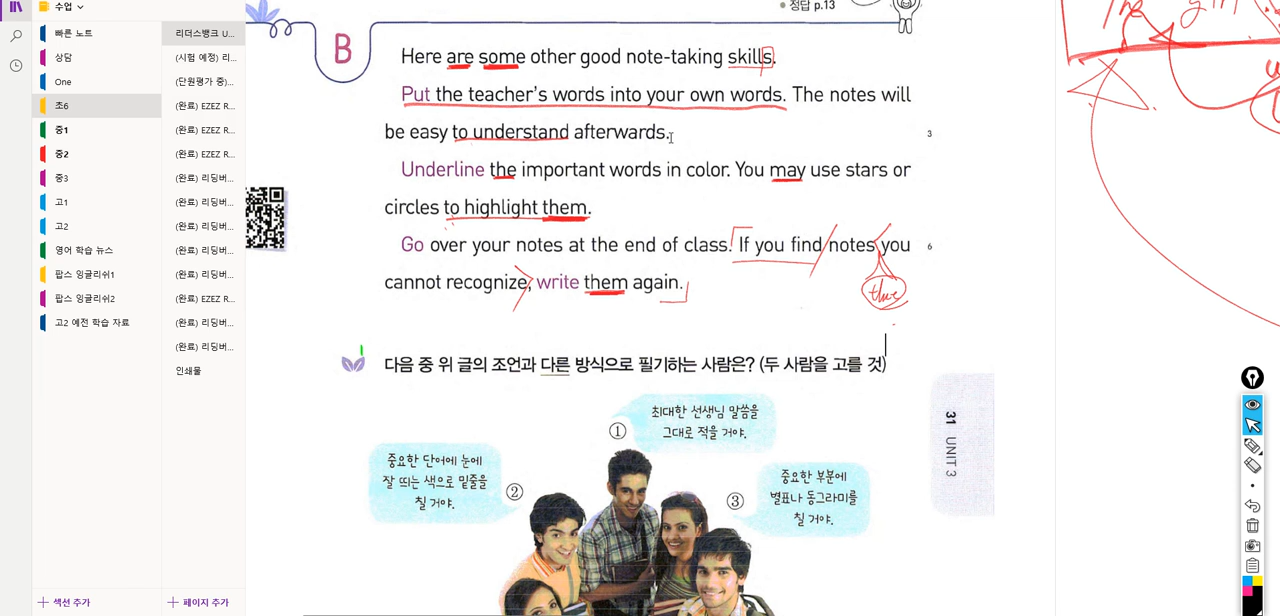 수업
빠른 노트
상담
One
초6
중1
중2
중3
고1
고2
영어 학습 뉴스
팝스 잉글리쉬1
팝스 잉글리쉬2
고2 예전 학습 자료
섹션 추가
리더스뱅크 U...
(시험 예정) 리...
(단원평가 중)...
(완료) EZEZ R...
(완료) EZEZ R...
(완료) EZEZ R...
(완료) 리딩버...
(완료) 리딩버...
(완료) 리딩버...
(완료) 리딩버...
(완료) 리딩버...
(완료) EZEZ R...
(완료) 리딩버...
(완료) 리딩버...
인쇄물
페이지 추가
정답 p.13
B
Here are some other good note-taking skills.
Put the teacher's words into your own words. The notes will
be easy to understand afterwards.
3
Underline the important words in color. You may use stars or
circles to highlight them.
Go over your notes at the end of class. If you find notes you
6
cannot recognize, write them again.
다음 중 위 글의 조언과 다른 방식으로 필기하는 사람은? (두 사람을 고를 것)
①
최대한 선생님 말씀을
그대로 적을 거야.
②
중요한 단어에 눈에
잘 띄는 색으로 밑줄을
칠 거야.
③
중요한 부분에
별표나 동그라미를
칠 거야.
31
UNIT 3